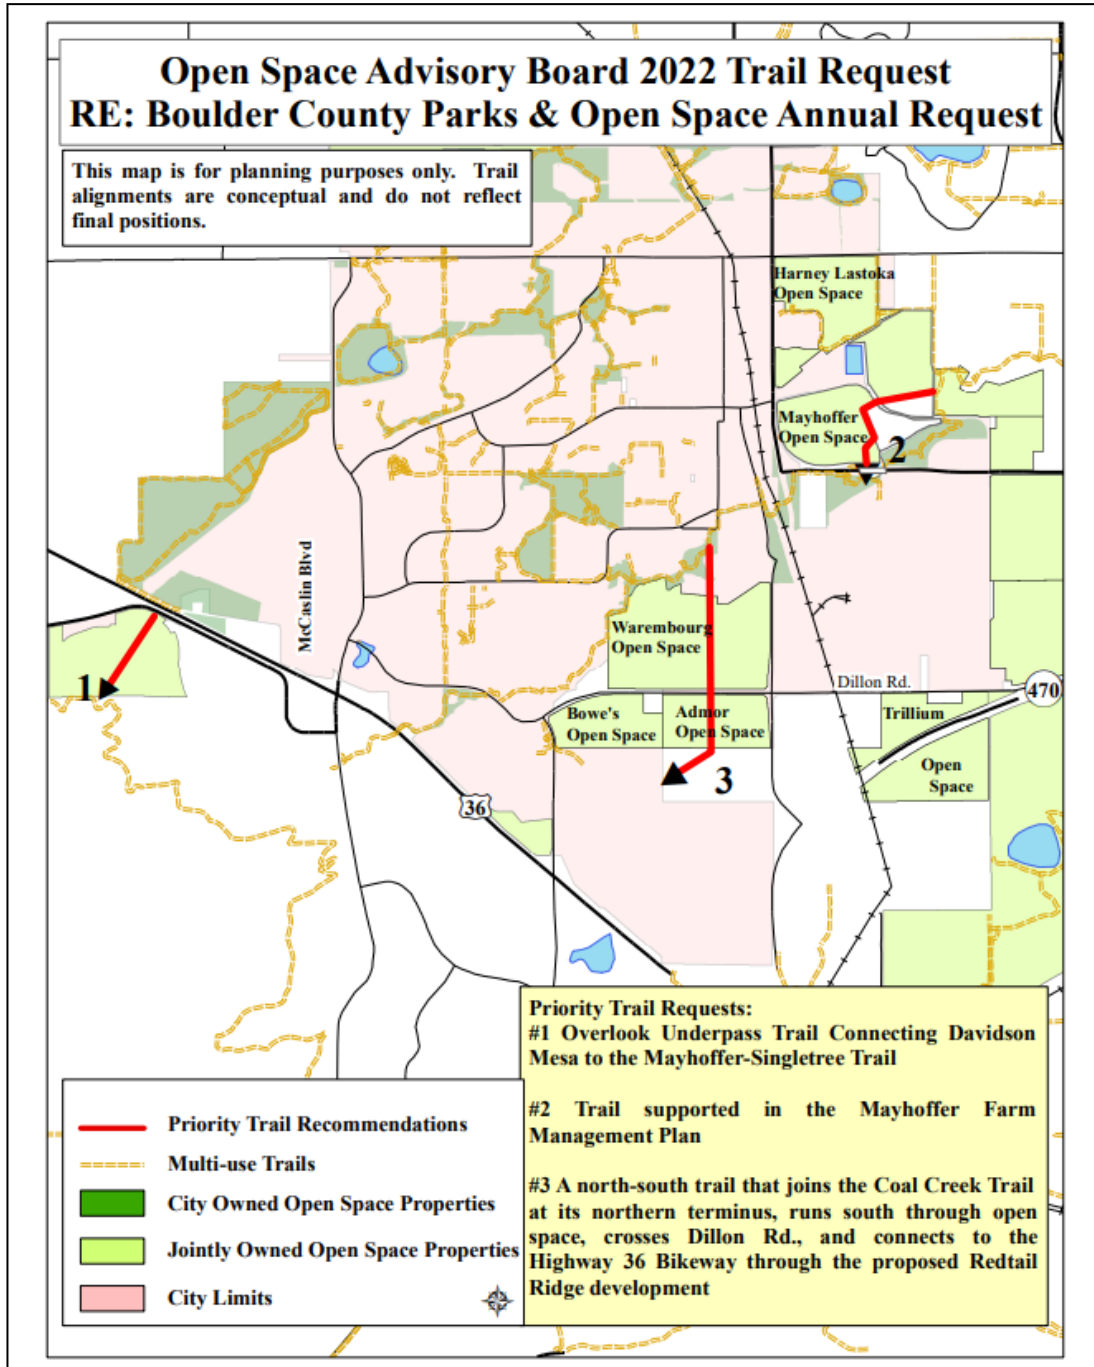 Open Space Advisory Board 2022 Trail Request
RE: Boulder County Parks & Open Space Annual Request
This map is for planning purposes only. Trail
alignments are conceptual and do not reflect
final positions.
Harney Lastoka
Open Space
Mayhoffer
Open Space
2
McCaslin Blvd
Warembourg
Open Space
1
Dillon Rd.
470
Bowe's
Open Space
Admor
Open Space
Trillium
Open
Space
3
36
Priority Trail Requests:
#1 Overlook Underpass Trail Connecting Davidson
Mesa to the Mayhoffer-Singletree Trail
#2 Trail supported in the Mayhoffer Farm
Management Plan
#3 A north-south trail that joins the Coal Creek Trail
at its northern terminus, runs south through open
space, crosses Dillon Rd., and connects to the
Highway 36 Bikeway through the proposed Redtail
Ridge development
Priority Trail Recommendations
Multi-use Trails
City Owned Open Space Properties
Jointly Owned Open Space Properties
City Limits